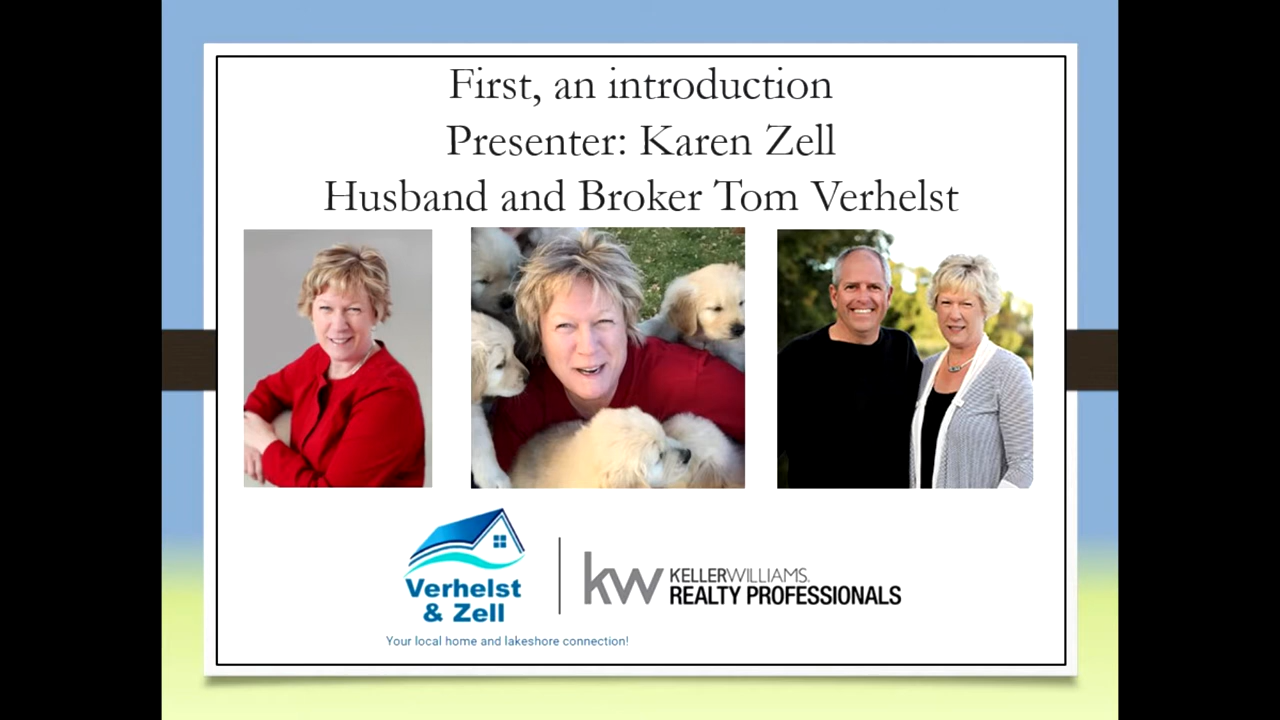 First, an introduction
Presenter: Karen Zell
Husband and Broker Tom Verhelst
Verhelst
& Zell
Your local home and lakeshore connection!
kw KELLERWILLIAMS.
REALTY PROFESSIONALS